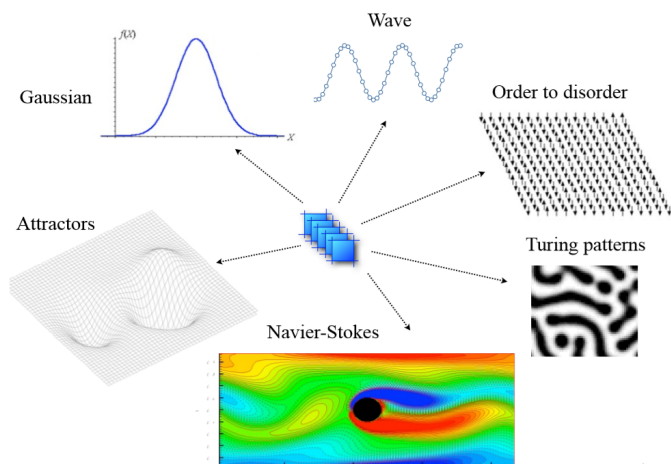 Wave
f(X)
Gaussian
X
Order to disorder
Attractors
Turing patterns
Navier-Stokes